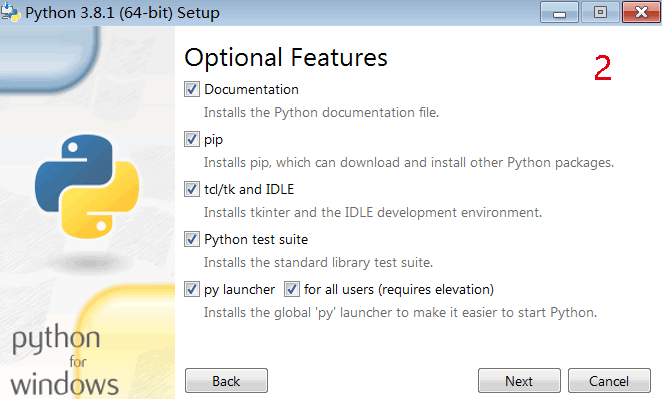 Python 3.8.1 (64-bit) Setup
Optional Features
2
Documentation
Installs the Python documentation file.
pip
Installs pip, which can download and install other Python packages.
tcl/tk and IDLE
Installs tkinter and the IDLE development environment.
Python test suite
Installs the standard library test suite.
py launcher for all users (requires elevation)
Installs the global 'py' launcher to make it easier to start Python.
python
for
windows
Back Next Cancel